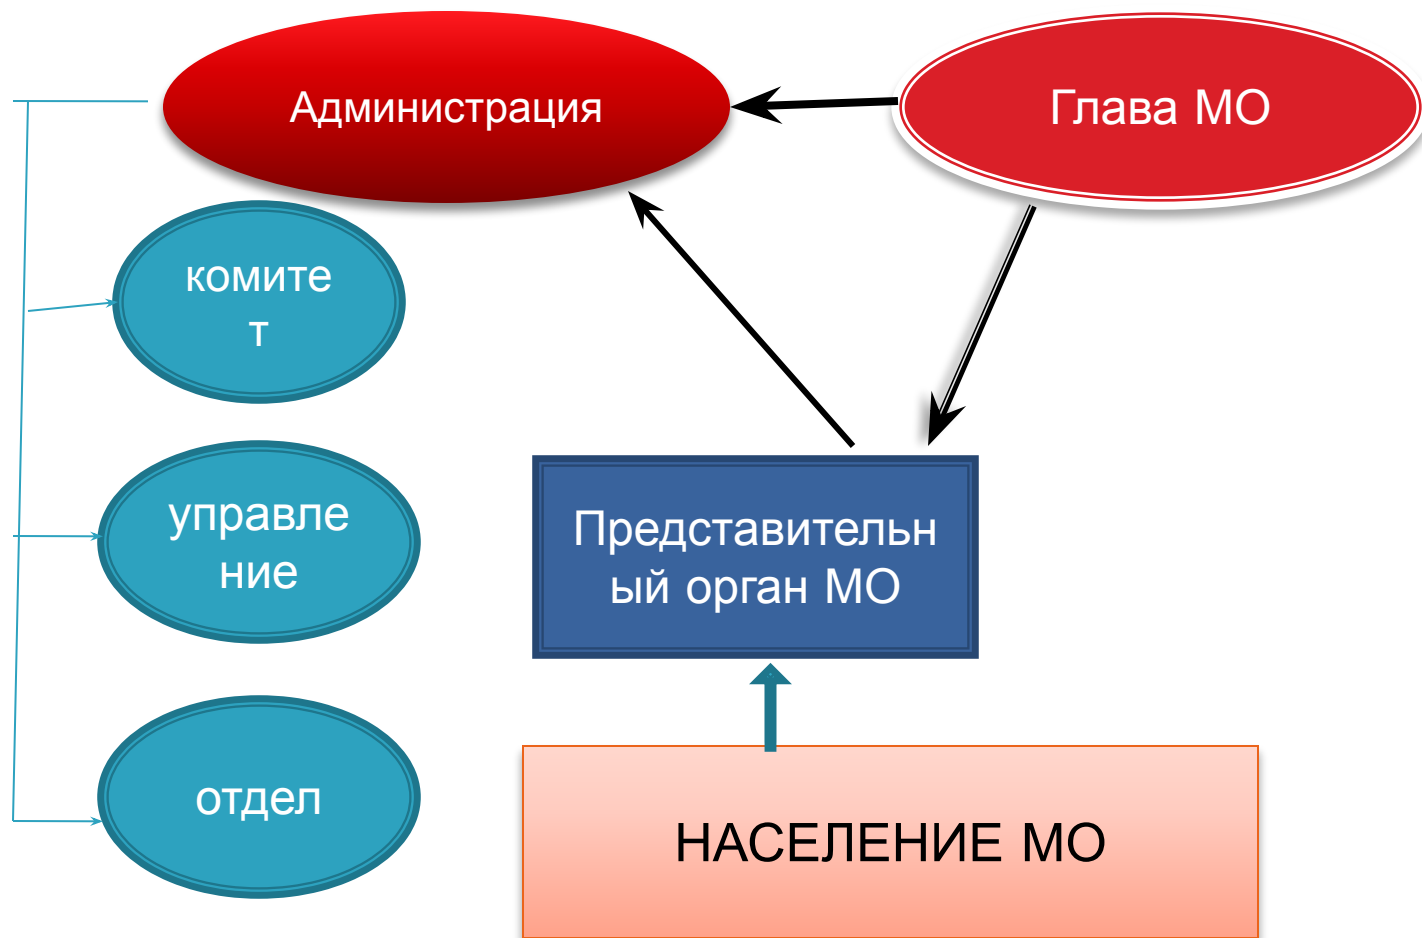 Администрация
Глава МО
комите
т
управле
ние
Представительн
ый орган МО
отдел
НАСЕЛЕНИЕ МО